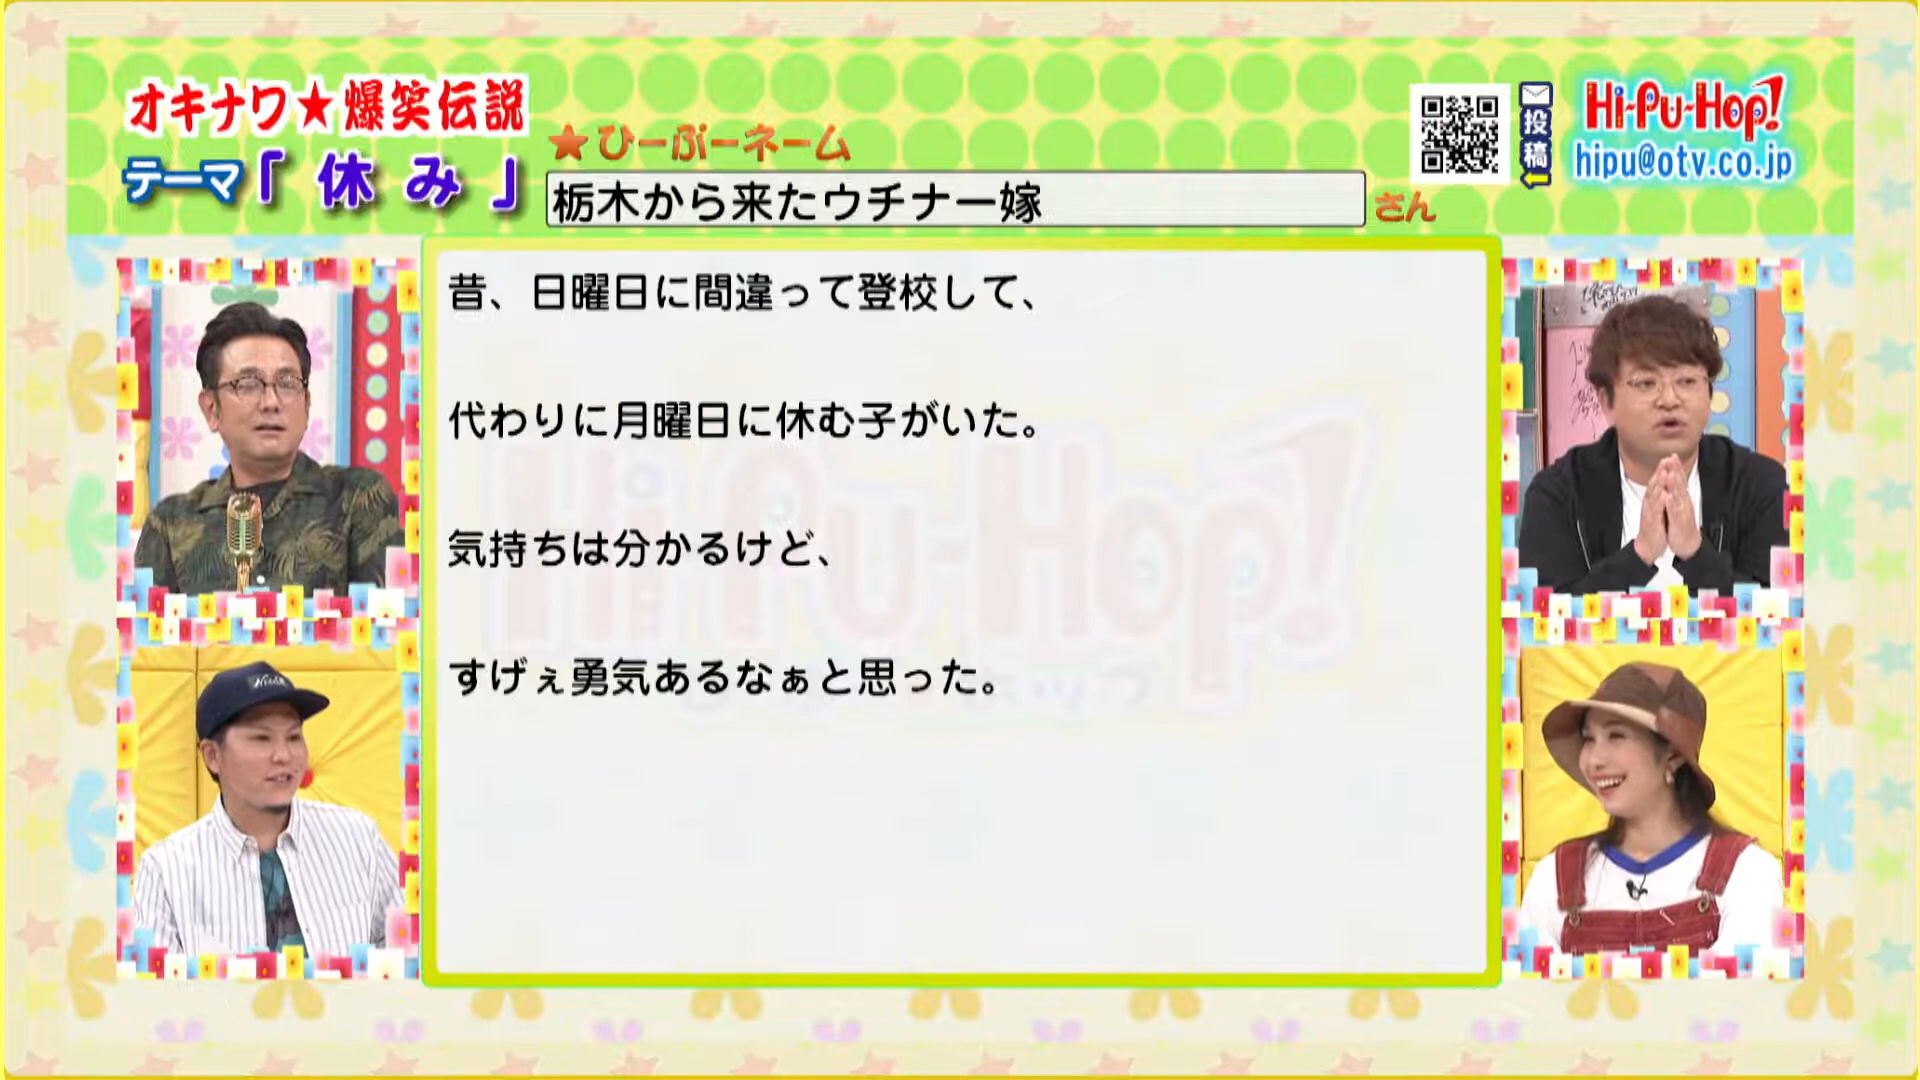 オキナワ★爆笑伝説
テーマ「休み」
★ひーぷーネーム
栃木から来たウチナー嫁
さん
投稿
Hi-Pu-Hop!
hipu@otv.co.jp
昔、日曜日に間違って登校して、
代わりに月曜日に休む子がいた。
気持ちは分かるけど、
すげぇ勇気あるなぁと思った。
Hi-Pu-Hop!